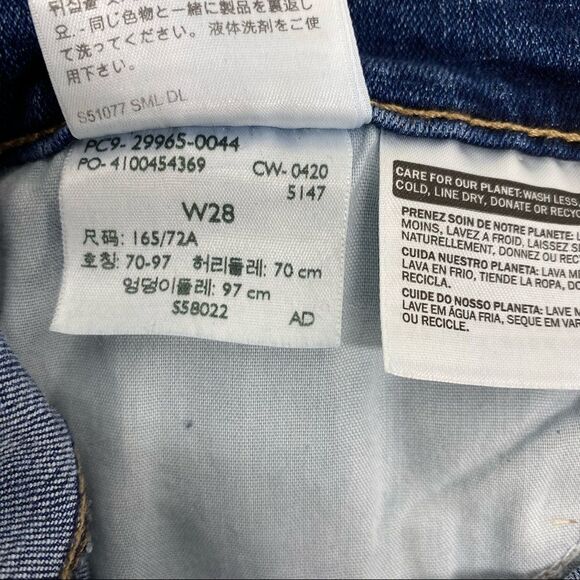 뒤집
요. - 同じ色物と一緒に製品を裏返し
て洗ってください。液体洗剤をご使
用下さい。
S51077 SML DL
PC9- 29965-0044
PO- 4100454369 CW- 0420
5147
W28
尺码: 165/72A
호칭: 70-97 허리둘레: 70 cm
엉덩이둘레: 97 cm
S58022 AD
CARE FOR OUR PLANET: WASH LESS,
COLD, LINE DRY, DONATE OR RECY
PRENEZ SOIN DE NOTRE PLANETE: L
MOINS, LAVEZ À FROID, LAISSEZ S
NATURELLEMENT, DONNEZ OU RECY
CUIDA NUESTRO PLANETA: LAVA M
LAVA EN FRIO, TIENDE LA ROPA, DO
RECICLA.
CUIDE DO NOSSO PLANETA: LAVE M
LAVE EM ÁGUA FRIA, SEQUE EM VAR
OU RECICLE.